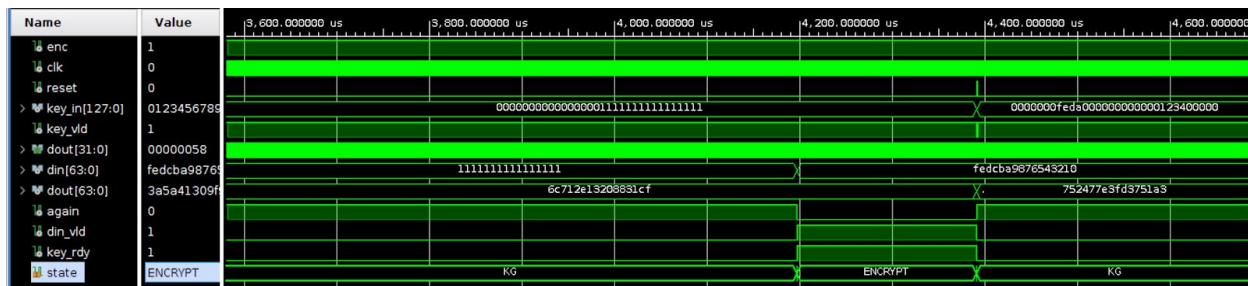 Name Value 3,600.000000 us 3,800.000000 us 4,000.000000 us 4,200.000000 us 4,400.000000 us 4,600.000000
enc 1
clk 0
reset 0
key_in[127:0] 0123456789 00000000000000001111111111111111 0000000feda000000000000123400000
key_vld 1
dout[31:0] 00000058
din[63:0] fedcba9876 1111111111111111 fedcba9876543210
dout[63:0] 3a5a41309f 6c712e13208831cf . 752477e3fd3751a3
again 0
din_vld 1
key_rdy 1
state ENCRYPT KG ENCRYPT KG